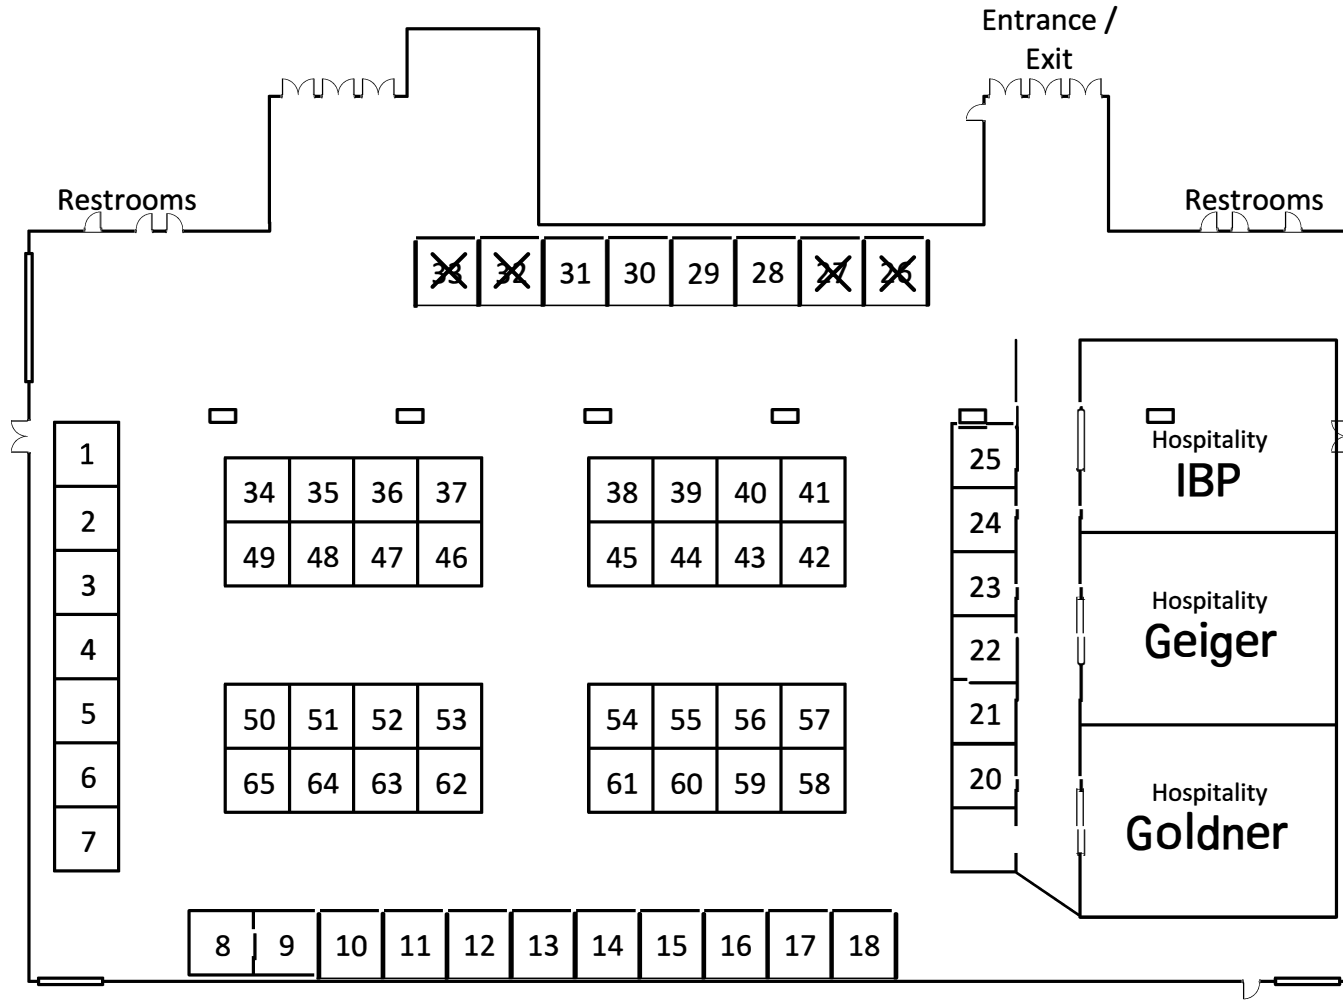 Entrance /
Exit
Restrooms
Restrooms
33 32 31 30 29 28 27 26
1
2
3
4
5
6
7
34 35 36 37
49 48 47 46
38 39 40 41
45 44 43 42
50 51 52 53
65 64 63 62
54 55 56 57
61 60 59 58
25
24
23
22
21
20
Hospitality
IBP
Hospitality
Geiger
Hospitality
Goldner
8 9 10 11 12 13 14 15 16 17 18